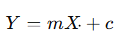 Y = mX + c